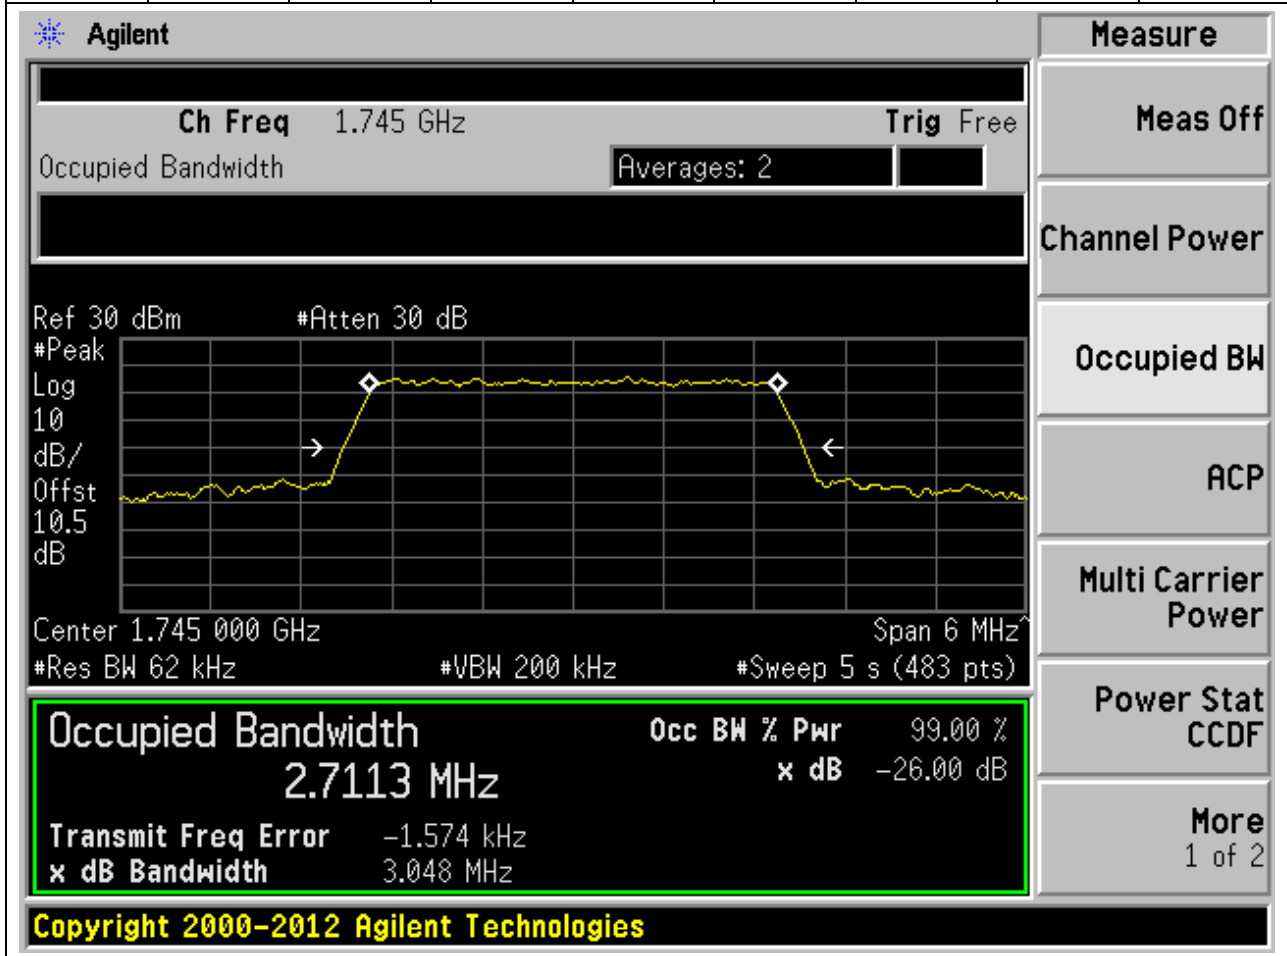 Agilent
Measure
Ch Freq 1.745 GHz Trig Free
Occupied Bandwidth Averages: 2
Meas Off
Channel Power
Occupied BW
ACP
Multi Carrier
Power
Power Stat
CCDF
More
1 of 2
Ref 30 dBm #Atten 30 dB
#Peak
Log
10
dB/
Offst
10.5
dB
Center 1.745 000 GHz Span 6 MHz^
#Res BW 62 kHz #VBW 200 kHz #Sweep 5 s (483 pts)
Occupied Bandwidth Occ BW % Pwr 99.00 %
2.7113 MHz x dB -26.00 dB
Transmit Freq Error -1.574 kHz
x dB Bandwidth 3.048 MHz
Copyright 2000-2012 Agilent Technologies